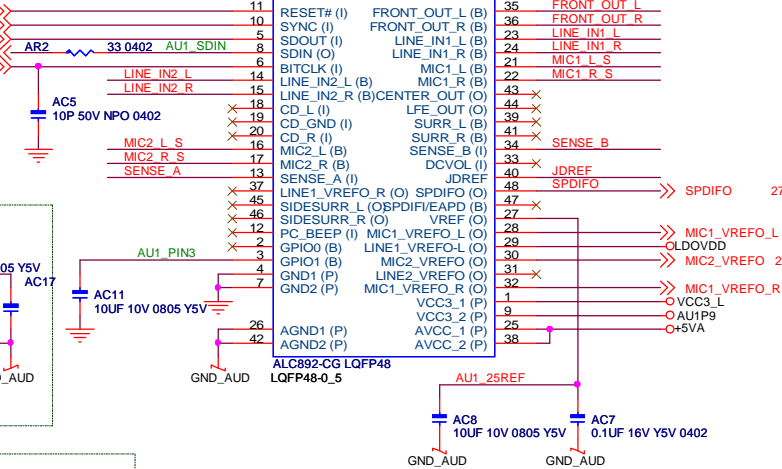 11 RESET# (I) FRONT_OUT_L (B) 35 FRONT_OUT_L
10 SYNC (I) FRONT_OUT_R (B) 36 FRONT_OUT_R
5 SDOUT (I) LINE_IN1_L (B) 23 LINE_IN1_L
AR2 33 0402 AU1_SDIN 8 SDIN (O) LINE_IN1_R (B) 24 LINE_IN1_R
6 BITCLK (I) MIC1_L (B) 21 MIC1_L_S
LINE_IN2_L 14 LINE_IN2_L (B) MIC1_R (B) 22 MIC1_R_S
LINE_IN2_R 15 LINE_IN2_R (B) CENTER_OUT (O) 43
AC5
10P 50V NPO 0402
18 CD_L (I) LFE_OUT (O) 44
19 CD_GND (I) SURR_L (B) 39
20 CD_R (I) SURR_R (B) 41
MIC2_L_S 16 MIC2_L (B) SENSE_B (I) 34 SENSE_B
MIC2_R_S 17 MIC2_R (B) DCVOL (I) 33
SENSE_A 13 SENSE_A (I) JDREF 40 JDREF
37 LINE1_VREFO_R (O) SPDIFO (O) 48 SPDIFO SPDIFO 27
45 SIDESURR_L (O) SPDIFI/EAPD (B) 47
46 SIDESURR_R (O) VREF (O) 27
12 PC_BEEP (I) MIC1_VREFO_L (O) 28 MIC1_VREFO_L
2 GPIO0 (B) LINE1_VREFO-L (O) 29 LDOVDD
AU1_PIN3 3 GPIO1 (B) MIC2_VREFO (O) 30 MIC2_VREFO 2
4 GND1 (P) LINE2_VREFO (O) 31
7 GND2 (P) MIC1_VREFO_R (O) 32 MIC1_VREFO_R
05 Y5V
AC17
AC11
10UF 10V 0805 Y5V
VCC3_1 (P) 1 VCC3_L
VCC3_2 (P) 9 AU1P9
26 AGND1 (P) AVCC_1 (P) 25 +5VA
42 AGND2 (P) AVCC_2 (P) 38
ALC892-CG LQFP48
LQFP48-0_5
_AUD
GND_AUD
AU1_25REF
AC8
10UF 10V 0805 Y5V
AC7
0.1UF 16V Y5V 0402
GND_AUD
GND_AUD